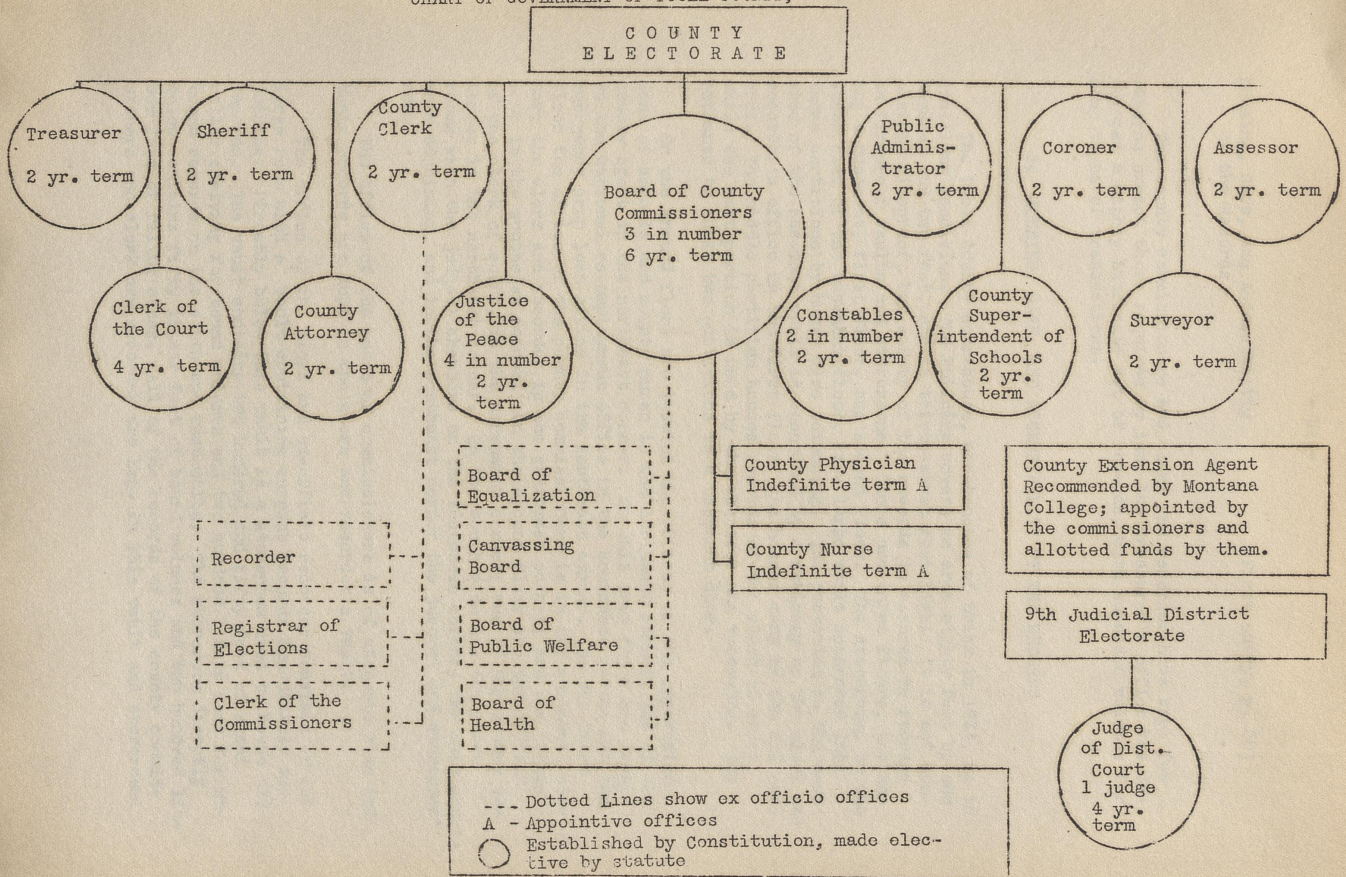 CHART OF GOVERNMENT OF
C O U N T Y
E L E C T O R A T E
Treasurer
2 yr. term
Sheriff
2 yr. term
County
Clerk
2 yr. term
Board of County
Commissioners
3 in number
6 yr. term
Public
Adminis-
trator
2 yr. term
Coroner
2 yr. term
Assessor
2 yr. term
Clerk of
the Court
4 yr. term
County
Attorney
2 yr. term
Justice
of the
Peace
4 in number
2 yr.
term
Constables
2 in number
2 yr. term
County
Super-
intendent of
Schools
2 yr.
term
Surveyor
2 yr. term
Recorder
Registrar of
Elections
Clerk of the
Commissioners
Board of
Equalization
Canvassing
Board
Board of
Public Welfare
Board of
Health
County Physician
Indefinite term A
County Nurse
Indefinite term A
County Extension Agent
Recommended by Montana
College; appointed by
the commissioners and
allotted funds by them.
9th Judicial District
Electorate
Judge
of Dist.
Court
1 judge
4 yr.
term
--- Dotted Lines show ex officio offices
A - Appointive offices
Established by Constitution, made elec-
tive by statute